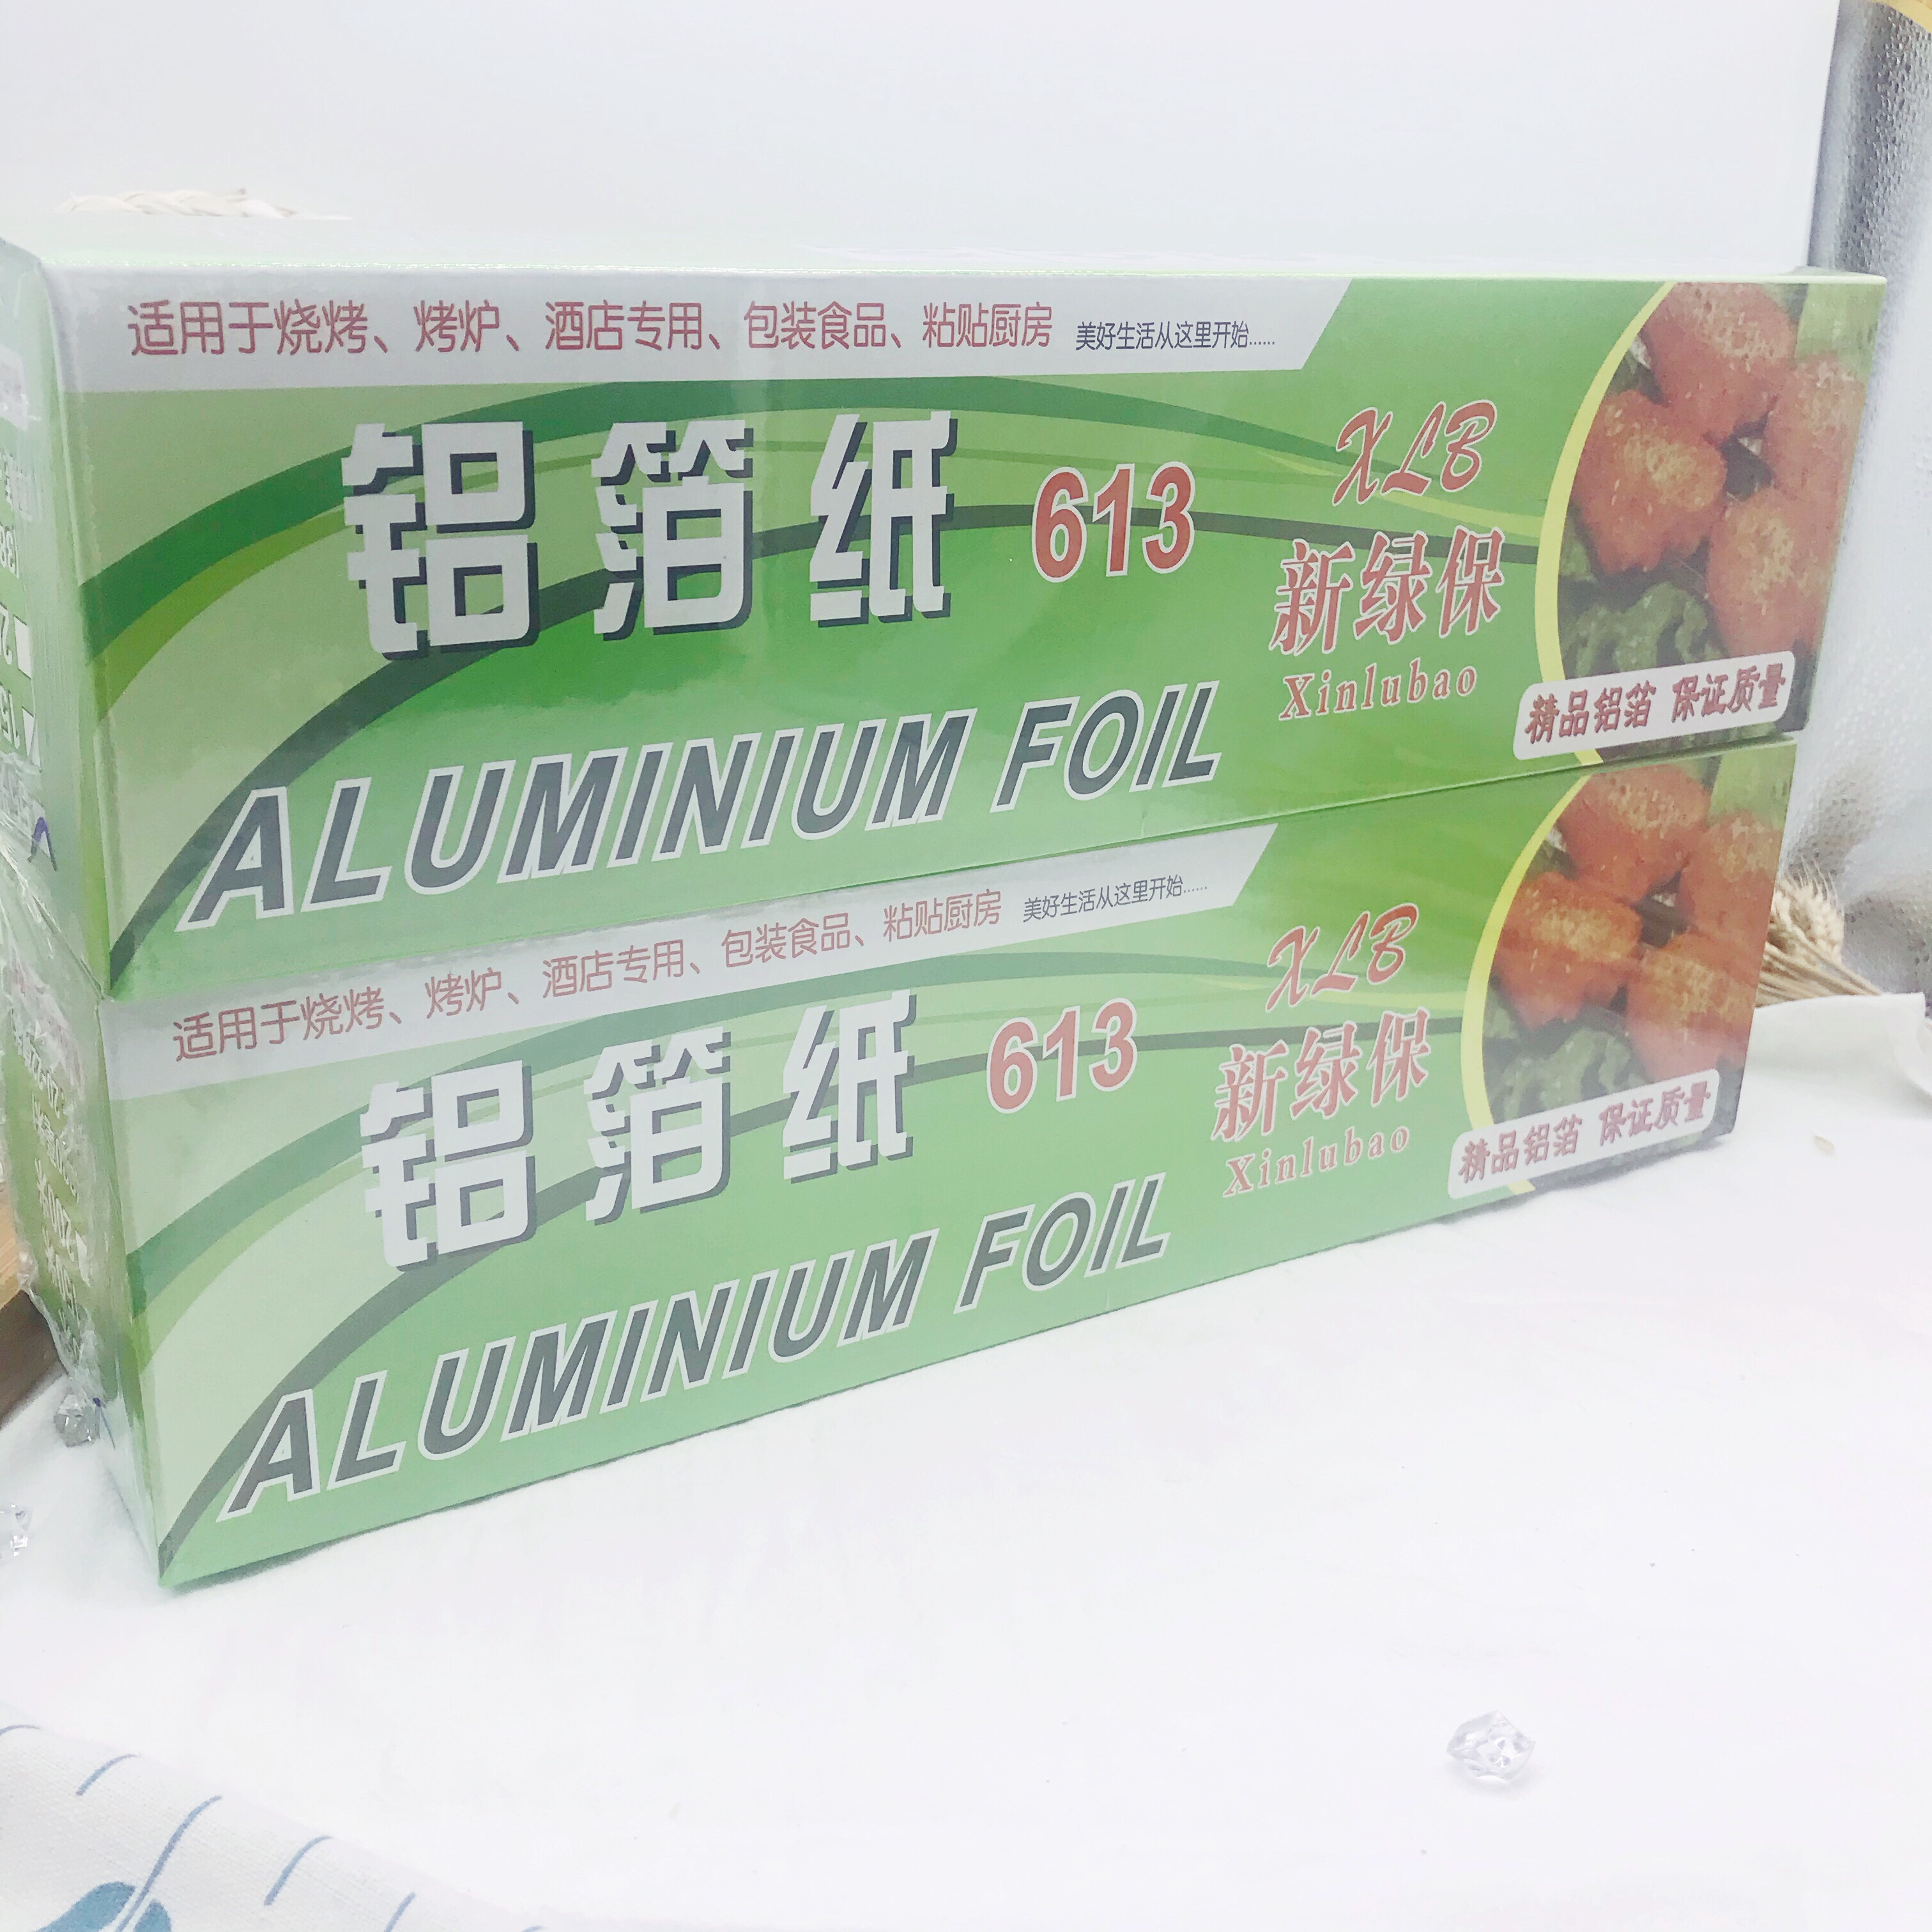 适用于烧烤、烤炉、酒店专用、包装食品、粘贴厨房 美好生活从这里开始......
铝箔纸 613
XLB
新绿保
Xinlubao
ALUMINIUM FOIL
精品铝箔 保证质量
适用于烧烤、烤炉、酒店专用、包装食品、粘贴厨房 美好生活从这里开始......
铝箔纸 613
XLB
新绿保
Xinlubao
ALUMINIUM FOIL
精品铝箔 保证质量